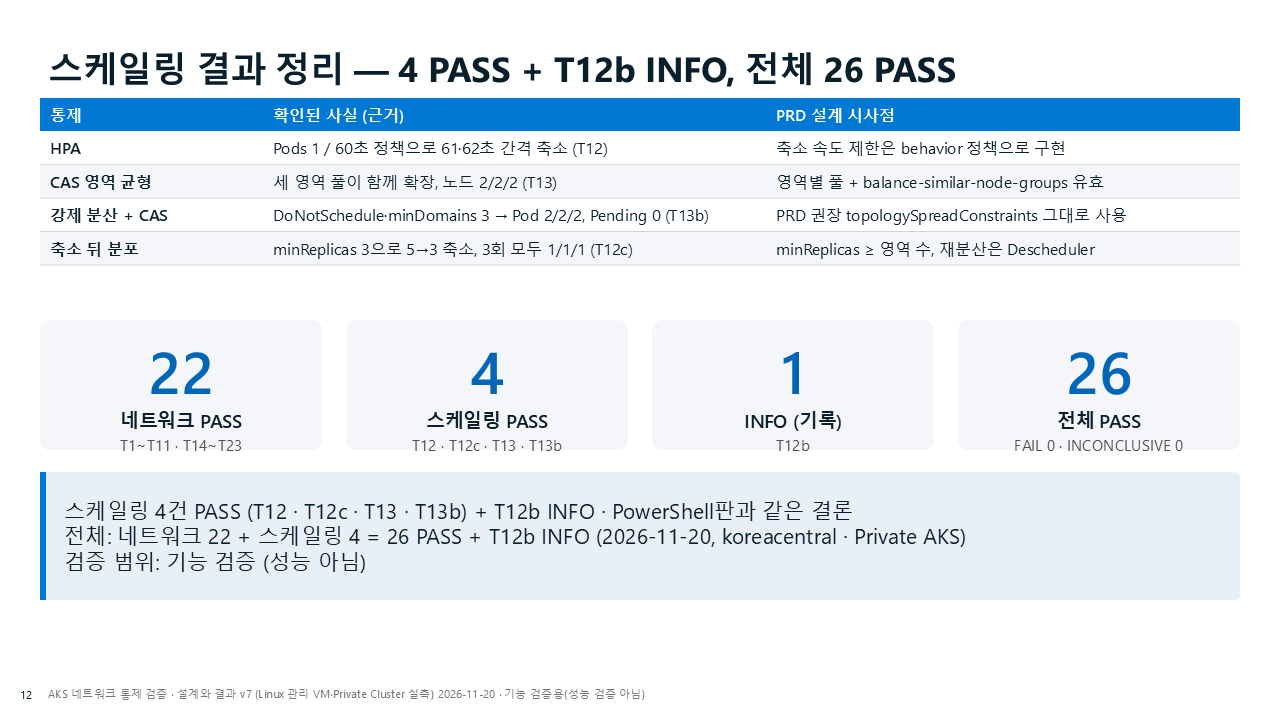 스케일링 결과 정리 — 4 PASS + T12b INFO, 전체 26 PASS
통제 확인된 사실 (근거) PRD 설계 시사점
HPA Pods 1 / 60초 정책으로 61·62초 간격 축소 (T12) 축소 속도 제한은 behavior 정책으로 구현
CAS 영역 균형 세 영역 풀이 함께 확장, 노드 2/2/2 (T13) 영역별 풀 + balance-similar-node-groups 유효
강제 분산 + CAS DoNotSchedule·minDomains 3 → Pod 2/2/2, Pending 0 (T13b) PRD 권장 topologySpreadConstraints 그대로 사용
축소 뒤 분포 minReplicas 3으로 5→3 축소, 3회 모두 1/1/1 (T12c) minReplicas ≥ 영역 수, 재분산은 Descheduler
22 4 1 26
네트워크 PASS 스케일링 PASS INFO (기록) 전체 PASS
T1~T11 · T14~T23 T12 · T12c · T13 · T13b T12b FAIL 0 · INCONCLUSIVE 0
스케일링 4건 PASS (T12 · T12c · T13 · T13b) + T12b INFO · PowerShell판과 같은 결론
전체: 네트워크 22 + 스케일링 4 = 26 PASS + T12b INFO (2026-11-20, koreacentral · Private AKS)
검증 범위: 기능 검증 (성능 아님)
12 AKS 네트워크 통제 검증 · 설계와 결과 v7 (Linux 관리 VM·Private Cluster 실측) 2026-11-20 · 기능 검증용(성능 검증 아님)